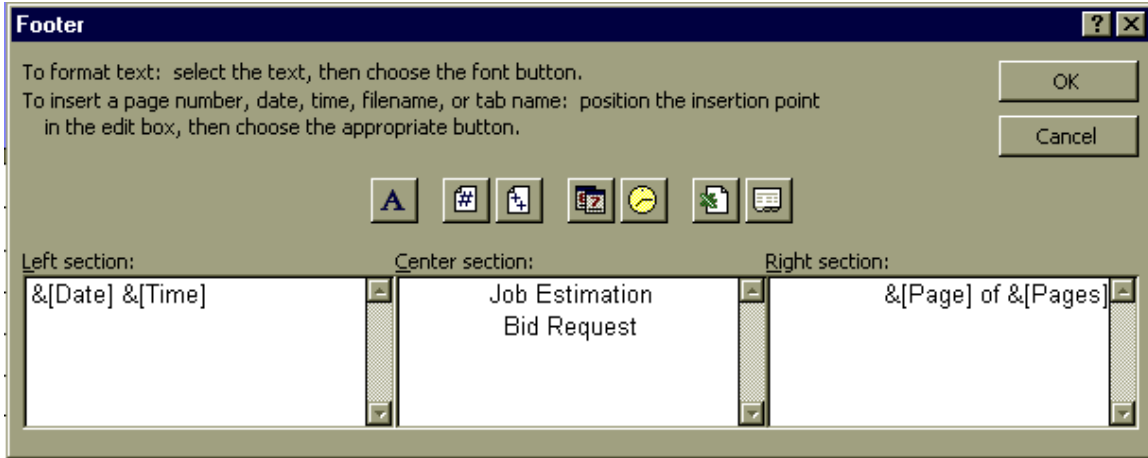 Footer
To format text:  select the text, then choose the font button.
To insert a page number, date, time, filename, or tab name:  position the insertion point
in the edit box, then choose the appropriate button.
OK
Cancel
A
Left section:
Center section:
Right section:
&[Date] &[Time]
Job Estimation
Bid Request
&[Page] of &[Pages]